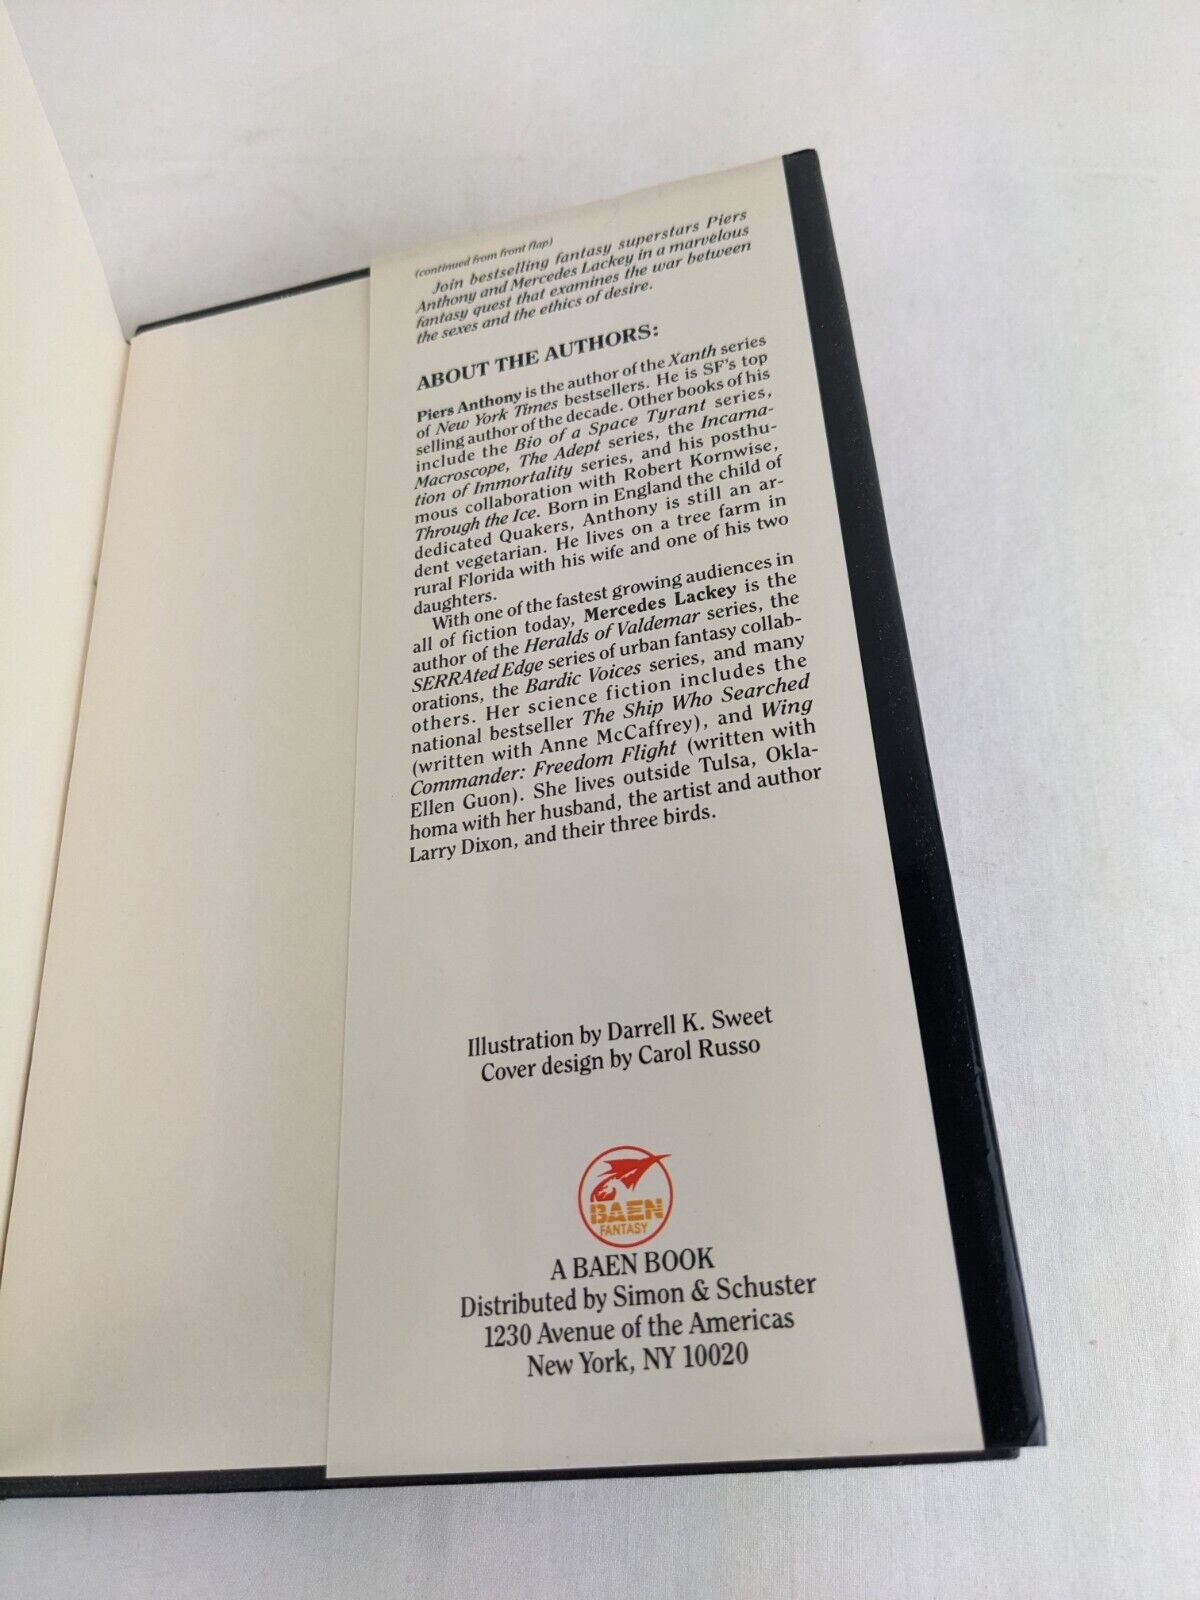 (continued from front flap)
Join bestselling fantasy superstars Piers
Anthony and Mercedes Lackey in a marvelous
fantasy quest that examines the war between
the sexes and the ethics of desire.
ABOUT THE AUTHORS:
Piers Anthony is the author of the Xanth series
of New York Times bestsellers. He is SF's top
selling author of the decade. Other books of his
include the Bio of a Space Tyrant series,
Macroscope, The Adept series, the Incarna-
tion of Immortality series, and his posthu-
mous collaboration with Robert Kornwise,
Through the Ice. Born in England the child of
dedicated Quakers, Anthony is still an ar-
dent vegetarian. He lives on a tree farm in
rural Florida with his wife and one of his two
daughters.
With one of the fastest growing audiences in
all of fiction today, Mercedes Lackey is the
author of the Heralds of Valdemar series, the
SERRAted Edge series of urban fantasy collab-
orations, the Bardic Voices series, and many
others. Her science fiction includes the
national bestseller The Ship Who Searched
(written with Anne McCaffrey), and Wing
Commander: Freedom Flight (written with
Ellen Guon). She lives outside Tulsa, Okla-
homa with her husband, the artist and author
Larry Dixon, and their three birds.
Illustration by Darrell K. Sweet
Cover design by Carol Russo
BAEN
FANTASY
A BAEN BOOK
Distributed by Simon & Schuster
1230 Avenue of the Americas
New York, NY 10020